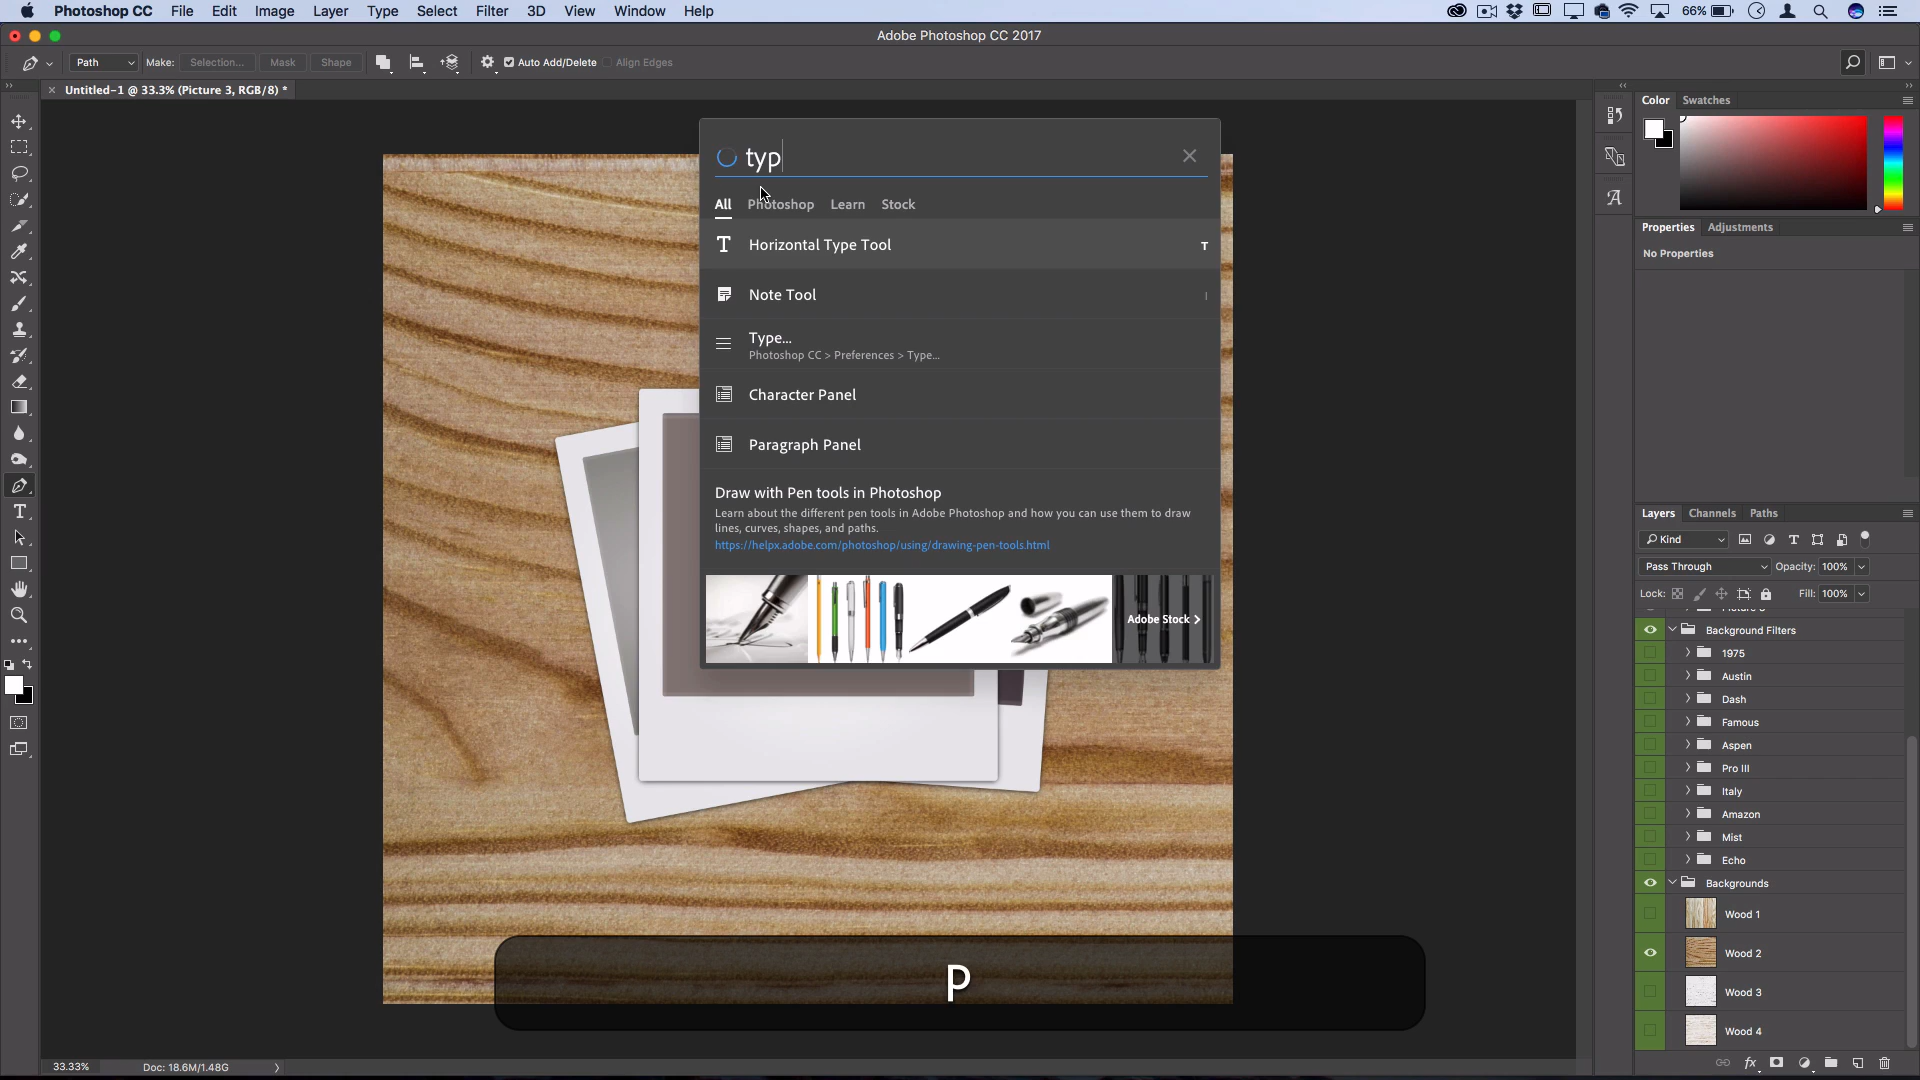 Photoshop CC File Edit Image Layer Type Select Filter 3D View Window Help 66%
Adobe Photoshop CC 2017
Path Make: Selection... Mask Shape Auto Add/Delete Align Edges
Untitled-1 @ 33.3% (Picture 3, RGB/8) *
typ
All Photoshop Learn Stock
Horizontal Type Tool T
Note Tool I
Type...
Photoshop CC > Preferences > Type...
Character Panel
Paragraph Panel
Draw with Pen tools in Photoshop
Learn about the different pen tools in Adobe Photoshop and how you can use them to draw
lines, curves, shapes, and paths.
https://helpx.adobe.com/photoshop/using/drawing-pen-tools.html
Adobe Stock >
P
33.33% Doc: 18.6M/1.48G
Color Swatches
Properties Adjustments
No Properties
Layers Channels Paths
Kind
Pass Through Opacity: 100%
Lock: Fill: 100%
Background Filters
1975
Austin
Dash
Famous
Aspen
Pro III
Italy
Amazon
Mist
Echo
Backgrounds
Wood 1
Wood 2
Wood 3
Wood 4
fx